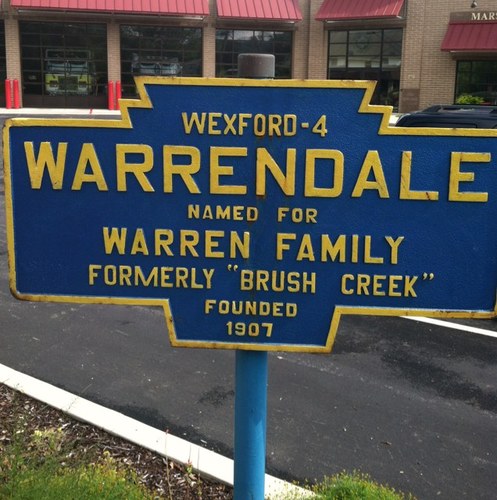 WEXFORD-4
WARRENDALE
NAMED FOR
WARREN FAMILY
FORMERLY "BRUSH CREEK"
FOUNDED
1907